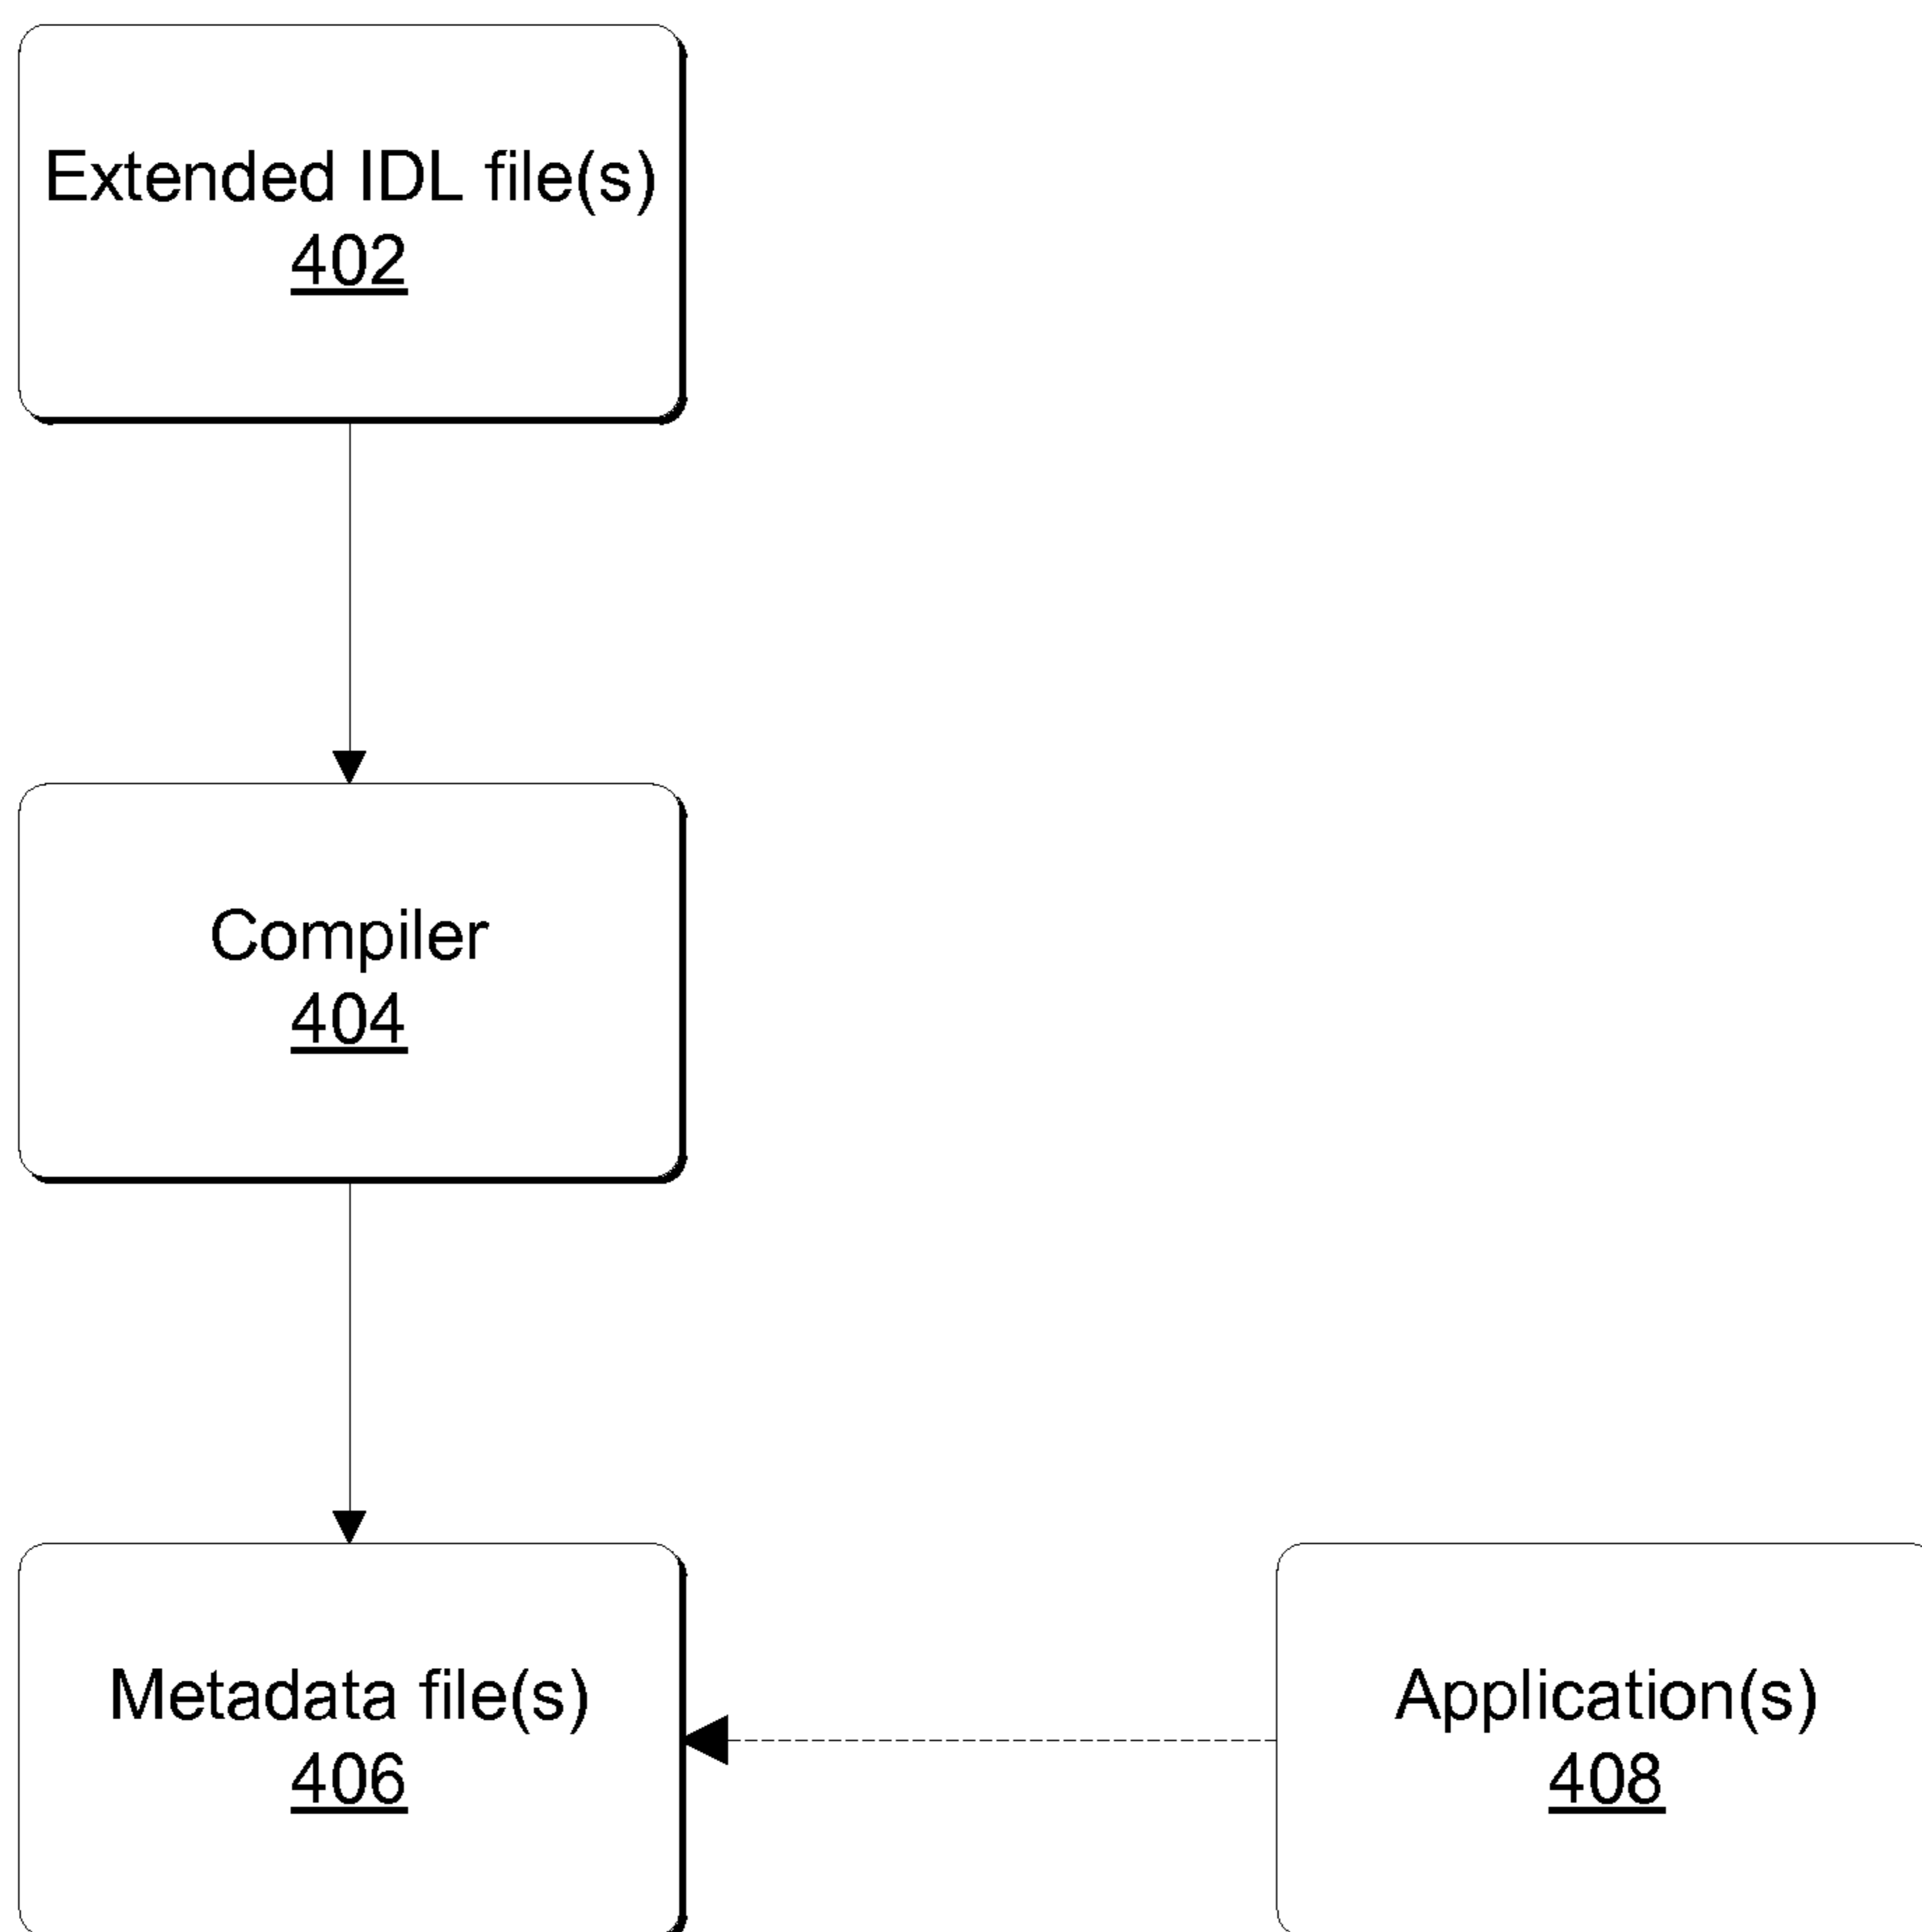 Extended IDL file(s)
402
Compiler
404
Metadata file(s)
406
Application(s)
408